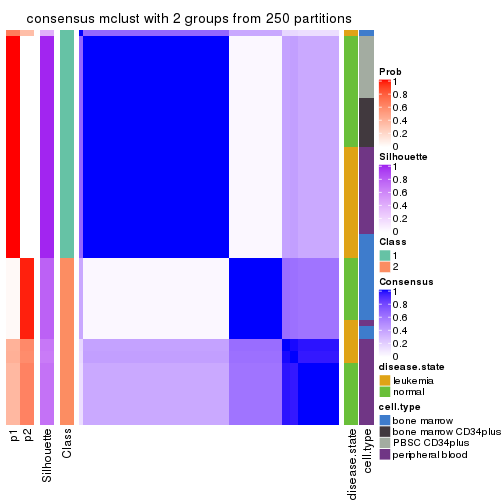 consensus mclust with 2 groups from 250 partitions
Prob
1
0.8
0.6
0.4
0.2
0
Silhouette
1
0.8
0.6
0.4
0.2
0
Class
1
2
Consensus
1
0.8
0.6
0.4
0.2
0
disease.state
leukemia
normal
cell.type
bone marrow
bone marrow CD34plus
PBSC CD34plus
peripheral blood
p1
p2
Silhouette
Class
disease.state
cell.type